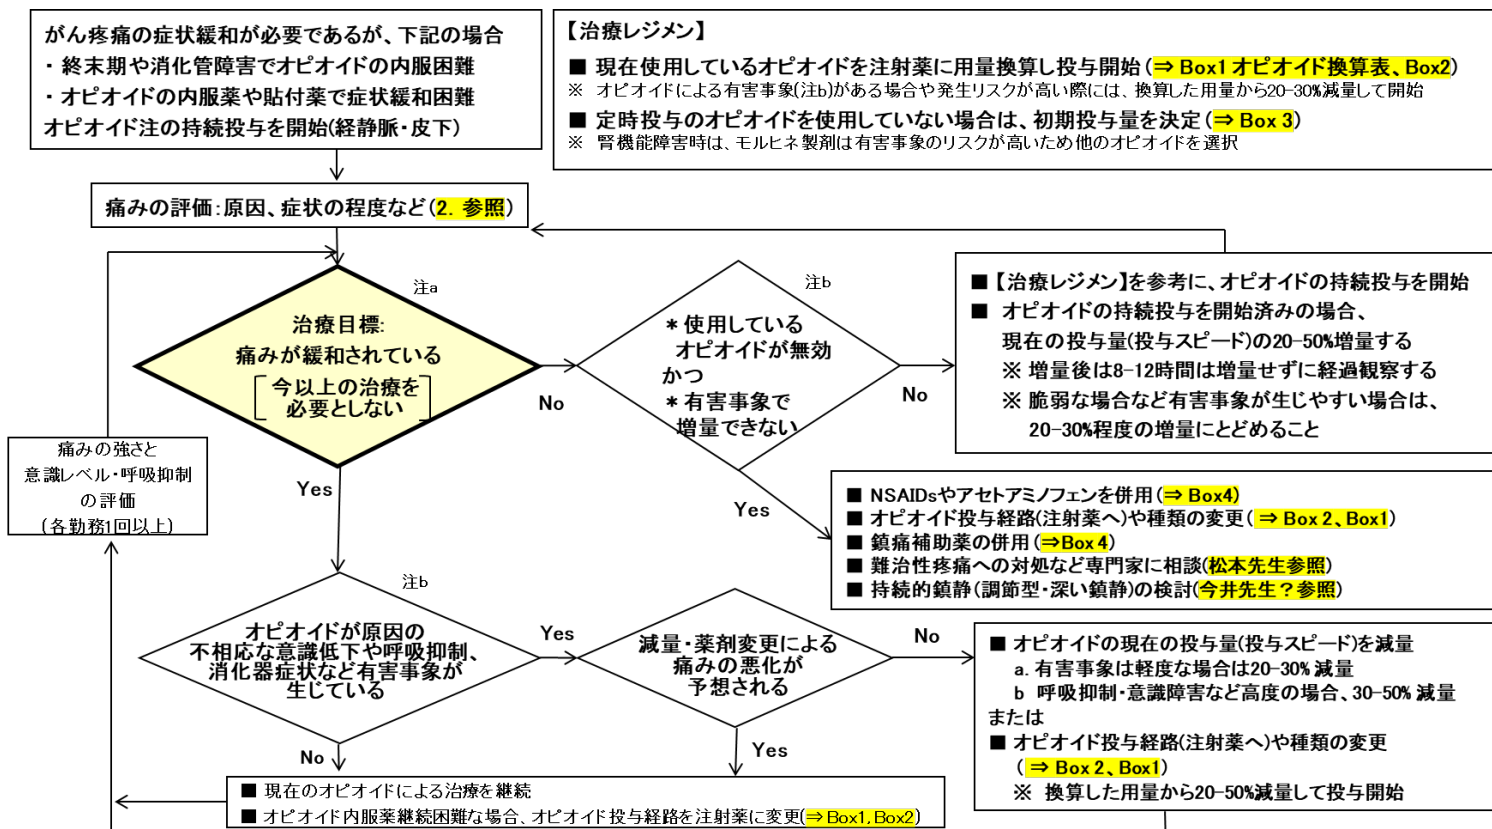 がん疼痛の症状緩和が必要であるが、下記の場合
・終末期や消化管障害でオピオイドの内服困難
・オピオイドの内服薬や貼付薬で症状緩和困難
オピオイド注の持続投与を開始(経静脈・皮下)
【治療レジメン】
■ 現在使用しているオピオイドを注射薬に用量換算し投与開始(⇒ Box1 オピオイド換算表、Box2)
※ オピオイドによる有害事象(注b)がある場合や発生リスクが高い際には、換算した用量から20-30%減量して開始
■ 定時投与のオピオイドを使用していない場合は、初期投与量を決定(⇒ Box 3)
※ 腎機能障害時は、モルヒネ製剤は有害事象のリスクが高いため他のオピオイドを選択
痛みの評価：原因、症状の程度など(2. 参照)
注a
治療目標:
痛みが緩和されている
今以上の治療を
必要としない
No
Yes
注b
＊使用している
オピオイドが無効
かつ
＊有害事象で
増量できない
No
Yes
■【治療レジメン】を参考に、オピオイドの持続投与を開始
■ オピオイドの持続投与を開始済みの場合、
現在の投与量(投与スピード)の20-50%増量する
※ 増量後は8-12時間は増量せずに経過観察する
※ 脆弱な場合など有害事象が生じやすい場合は、
20-30%程度の増量にとどめること
痛みの強さと
意識レベル・呼吸抑制
の評価
(各勤務1回以上)
■ NSAIDsやアセトアミノフェンを併用(⇒ Box4)
■ オピオイド投与経路(注射薬へ)や種類の変更( ⇒ Box 2、Box1)
■ 鎮痛補助薬の併用(⇒Box 4)
■ 難治性疼痛への対処など専門家に相談(松本先生参照)
■ 持続的鎮静(調節型・深い鎮静)の検討(今井先生？参照)
注b
オピオイドが原因の
不相応な意識低下や呼吸抑制、
消化器症状など有害事象が
生じている
Yes
No
減量・薬剤変更による
痛みの悪化が
予想される
No
Yes
■ オピオイドの現在の投与量(投与スピード)を減量
a. 有害事象は軽度な場合は20-30% 減量
b 呼吸抑制・意識障害など高度の場合、30-50% 減量
または
■ オピオイド投与経路(注射薬へ)や種類の変更
( ⇒ Box 2、Box1)
※ 換算した用量から20-50%減量して投与開始
■ 現在のオピオイドによる治療を継続
■ オピオイド内服薬継続困難な場合、オピオイド投与経路を注射薬に変更(⇒Box1, Box2)